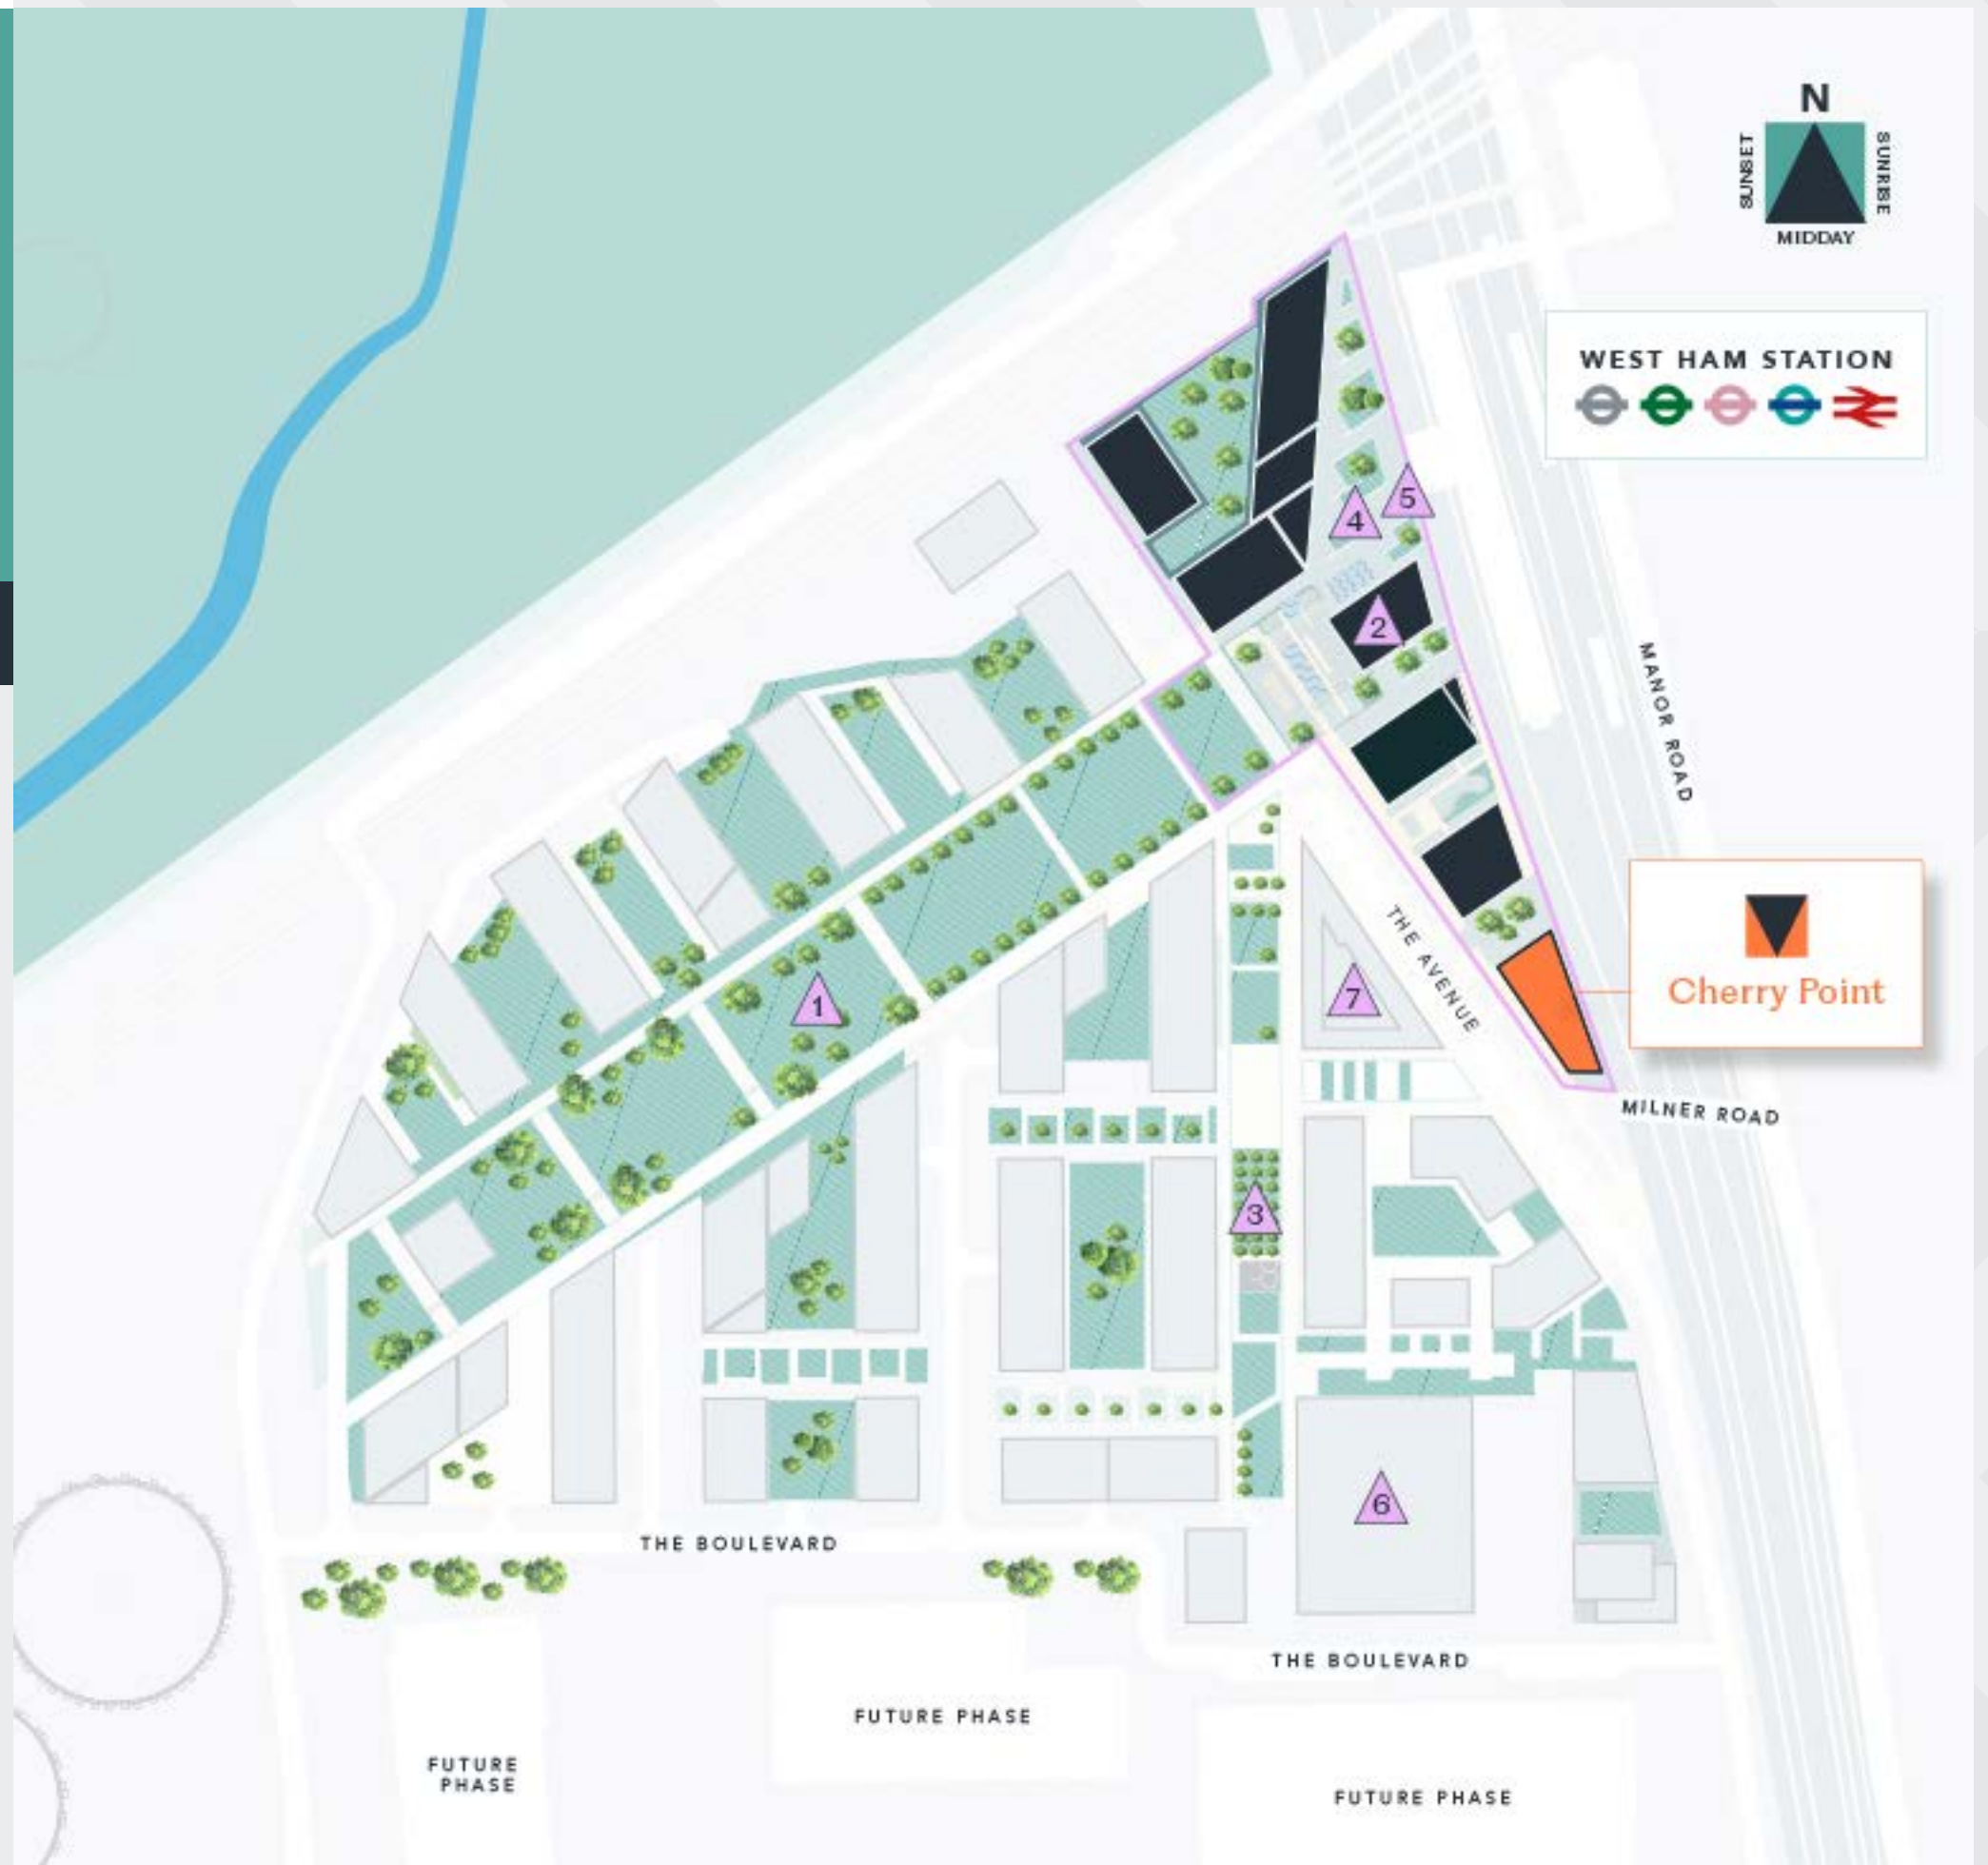 N
SUNSET
SUNRISE
MIDDAY
WEST HAM STATION
5
4
2
MANOR ROAD
Cherry Point
THE AVENUE
1
7
MILNER ROAD
3
6
THE BOULEVARD
THE BOULEVARD
FUTURE PHASE
FUTURE
PHASE
FUTURE PHASE